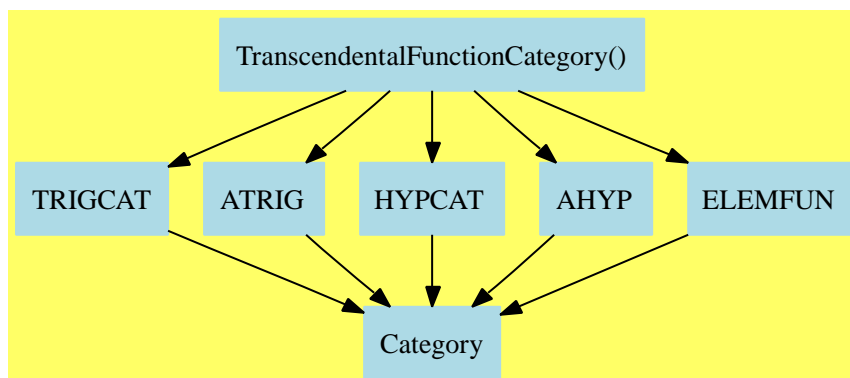 TranscendentalFunctionCategory()
TRIGCAT
ATRIG
HYPCAT
AHYP
ELEMFUN
Category